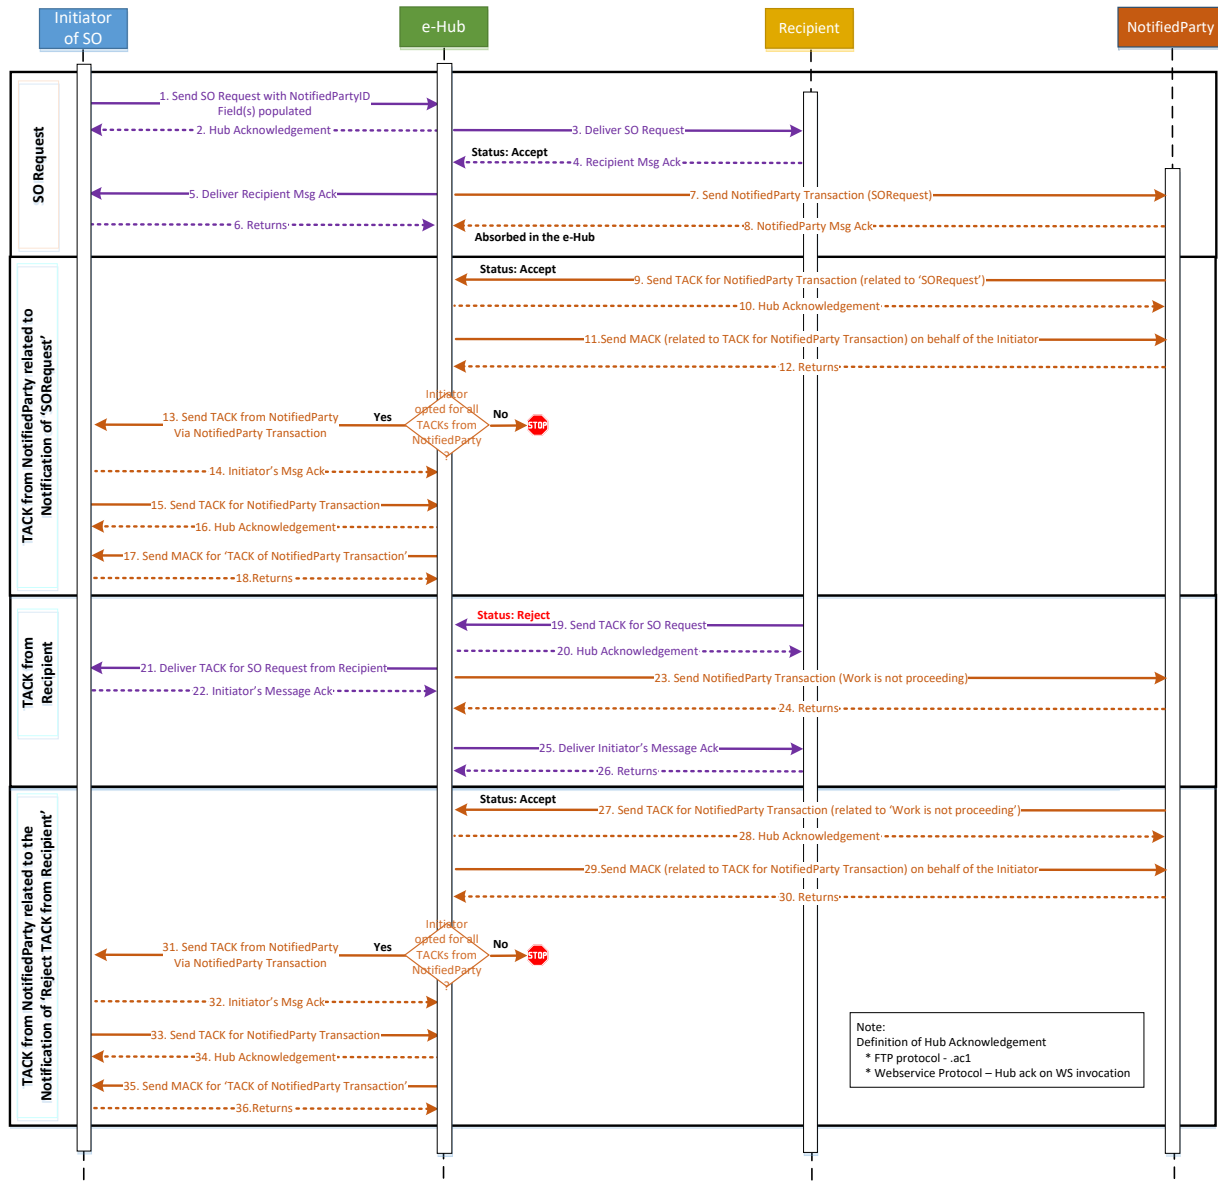 Initiator
of SO
e-Hub
Recipient
NotifiedParty
SO Request
1. Send SO Request with NotifiedPartyID
Field(s) populated
2. Hub Acknowledgement
3. Deliver SO Request
Status: Accept
4. Recipient Msg Ack
5. Deliver Recipient Msg Ack
7. Send NotifiedParty Transaction (SORequest)
6. Returns
8. NotifiedParty Msg Ack
Absorbed in the e-Hub
TACK from NotifiedParty related to
Notification of ‘SORequest’
Status: Accept
9. Send TACK for NotifiedParty Transaction (related to ‘SORequest’)
10. Hub Acknowledgement
11.Send MACK (related to TACK for NotifiedParty Transaction) on behalf of the Initiator
12. Returns
Initiator
opted for all
TACKs from
NotifiedParty
?
Yes
No
STOP
13. Send TACK from NotifiedParty
Via NotifiedParty Transaction
14. Initiator’s Msg Ack
15. Send TACK for NotifiedParty Transaction
16. Hub Acknowledgement
17. Send MACK for ‘TACK of NotifiedParty Transaction’
18.Returns
TACK from
Recipient
Status: Reject
19. Send TACK for SO Request
20. Hub Acknowledgement
21. Deliver TACK for SO Request from Recipient
23. Send NotifiedParty Transaction (Work is not proceeding)
22. Initiator’s Message Ack
24. Returns
25. Deliver Initiator’s Message Ack
26. Returns
TACK from NotifiedParty related to the
Notification of ‘Reject TACK from Recipient’
Status: Accept
27. Send TACK for NotifiedParty Transaction (related to ‘Work is not proceeding’)
28. Hub Acknowledgement
29.Send MACK (related to TACK for NotifiedParty Transaction) on behalf of the Initiator
30. Returns
Initiator
opted for all
TACKs from
NotifiedParty
?
Yes
No
STOP
31. Send TACK from NotifiedParty
Via NotifiedParty Transaction
32. Initiator’s Msg Ack
33. Send TACK for NotifiedParty Transaction
34. Hub Acknowledgement
35. Send MACK for ‘TACK of NotifiedParty Transaction’
36.Returns
Note:
Definition of Hub Acknowledgement
* FTP protocol - .ac1
* Webservice Protocol – Hub ack on WS invocation